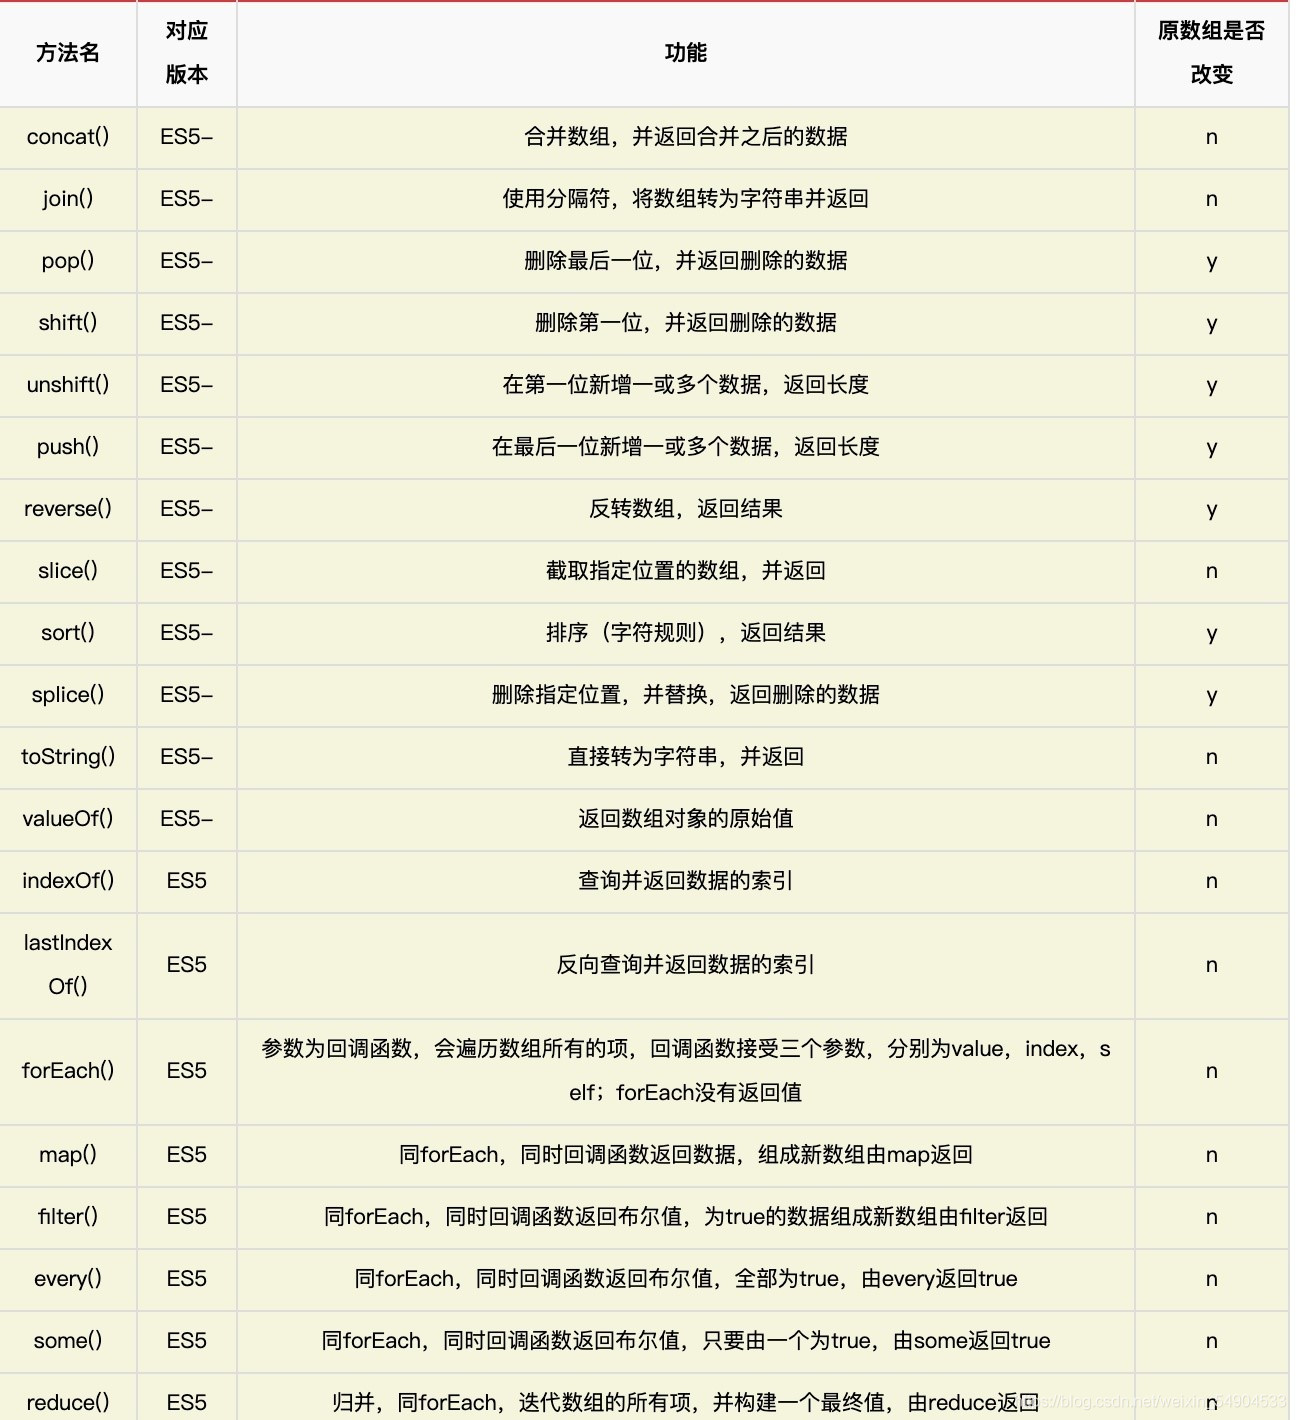 方法名 对应 功能 原数组是否
版本 改变
concat() ES5– 合并数组，并返回合并之后的数据 n
join() ES5– 使用分隔符，将数组转为字符串并返回 n
pop() ES5– 删除最后一位，并返回删除的数据 y
shift() ES5– 删除第一位，并返回删除的数据 y
unshift() ES5– 在第一位新增一或多个数据，返回长度 y
push() ES5– 在最后一位新增一或多个数据，返回长度 y
reverse() ES5– 反转数组，返回结果 y
slice() ES5– 截取指定位置的数组，并返回 n
sort() ES5– 排序（字符规则），返回结果 y
splice() ES5– 删除指定位置，并替换，返回删除的数据 y
toString() ES5– 直接转为字符串，并返回 n
valueOf() ES5– 返回数组对象的原始值 n
indexOf() ES5 查询并返回数据的索引 n
lastIndex
Of() ES5 反向查询并返回数据的索引 n
forEach() ES5 参数为回调函数，会遍历数组所有的项，回调函数接受三个参数，分别为value，index，s
elf；forEach没有返回值 n
map() ES5 同forEach，同时回调函数返回数据，组成新数组由map返回 n
filter() ES5 同forEach，同时回调函数返回布尔值，为true的数据组成新数组由filter返回 n
every() ES5 同forEach，同时回调函数返回布尔值，全部为true，由every返回true n
some() ES5 同forEach，同时回调函数返回布尔值，只要由一个为true，由some返回true n
reduce() ES5 归并，同forEach，迭代数组的所有项，并构建一个最终值，由reduce返回 n